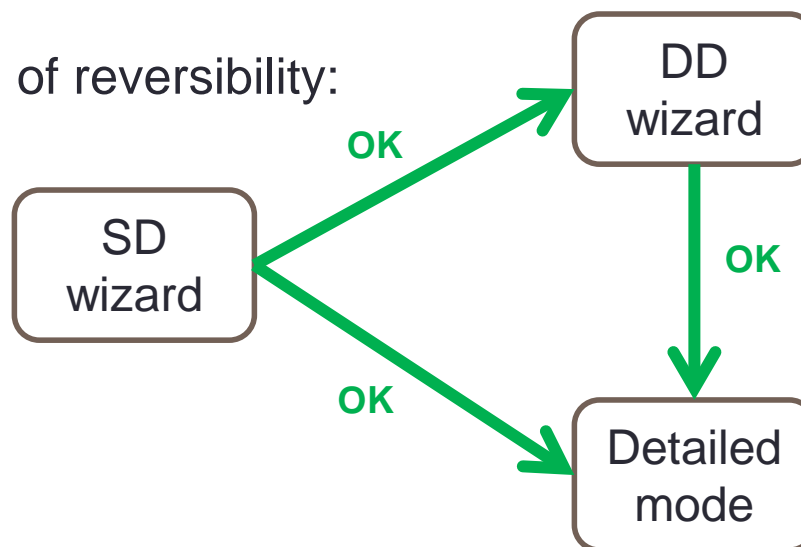 of reversibility:
DD
wizard
OK
SD
wizard
OK
OK
Detailed
mode